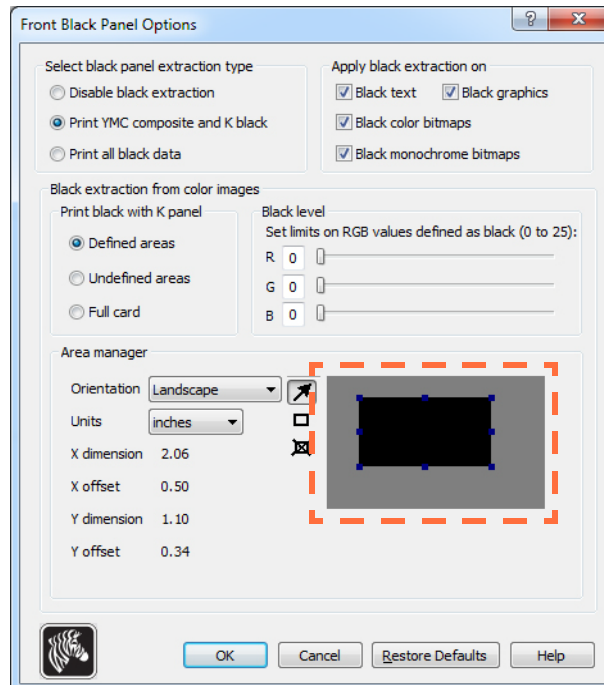 Front Black Panel Options
?
Select black panel extraction type
Disable black extraction
Print YMC composite and K black
Print all black data
Apply black extraction on
Black text
Black graphics
Black color bitmaps
Black monochrome bitmaps
Black extraction from color images
Print black with K panel
Defined areas
Undefined areas
Full card
Black level
Set limits on RGB values defined as black (0 to 25):
R 0
G 0
B 0
Area manager
Orientation Landscape
Units inches
X dimension 2.06
X offset 0.50
Y dimension 1.10
Y offset 0.34
OK
Cancel
Restore Defaults
Help